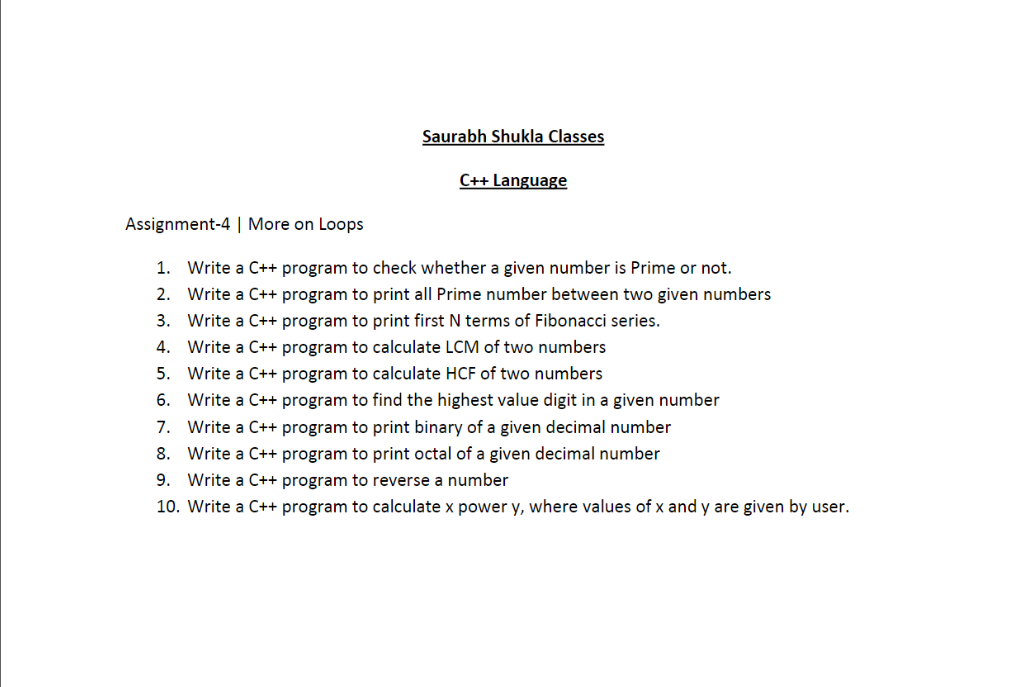 Saurabh Shukla Classes
C++ Language
Assignment-4 | More on Loops
1. Write a C++ program to check whether a given number is Prime or not.
2. Write a C++ program to print all Prime number between two given numbers
3. Write a C++ program to print first N terms of Fibonacci series.
4. Write a C++ program to calculate LCM of two numbers
5. Write a C++ program to calculate HCF of two numbers
6. Write a C++ program to find the highest value digit in a given number
7. Write a C++ program to print binary of a given decimal number
8. Write a C++ program to print octal of a given decimal number
9. Write a C++ program to reverse a number
10. Write a C++ program to calculate x power y, where values of x and y are given by user.